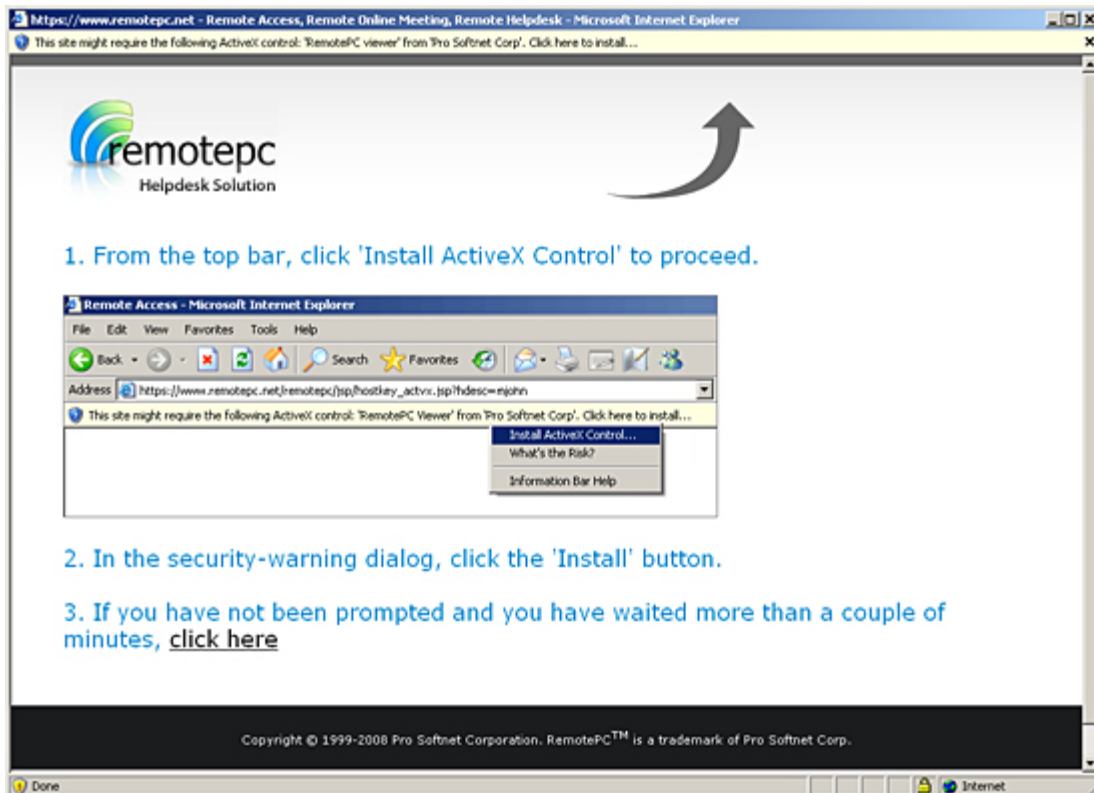 https://www.remotepc.net - Remote Access, Remote Online Meeting, Remote Helpdesk - Microsoft Internet Explorer
This site might require the following ActiveX control: 'RemotePC viewer' from 'Pro Softnet Corp'. Click here to install...
remotepc
Helpdesk Solution
1. From the top bar, click 'Install ActiveX Control' to proceed.
Remote Access - Microsoft Internet Explorer
File Edit View Favorites Tools Help
Back Search Favorites
Address https://www.remotepc.net/remotepc/jsp/hostkey_actvx.jsp?hdesc=mjohn
This site might require the following ActiveX control: 'RemotePC Viewer' from 'Pro Softnet Corp'. Click here to install...
Install ActiveX Control...
What's the Risk?
Information Bar Help
2. In the security-warning dialog, click the 'Install' button.
3. If you have not been prompted and you have waited more than a couple of
minutes, click here
Copyright © 1999-2008 Pro Softnet Corporation. RemotePC™ is a trademark of Pro Softnet Corp.
Done Internet